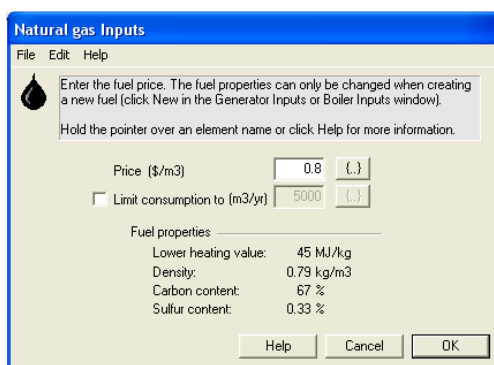 Natural gas Inputs
File Edit Help
Enter the fuel price. The fuel properties can only be changed when creating
a new fuel (click New in the Generator Inputs or Boiler Inputs window).
Hold the pointer over an element name or click Help for more information.
Price ($/m3) 0.8 {..}
Limit consumption to (m3/yr) 5000 {..}
Fuel properties
Lower heating value: 45 MJ/kg
Density: 0.79 kg/m3
Carbon content: 67 %
Sulfur content: 0.33 %
Help Cancel OK